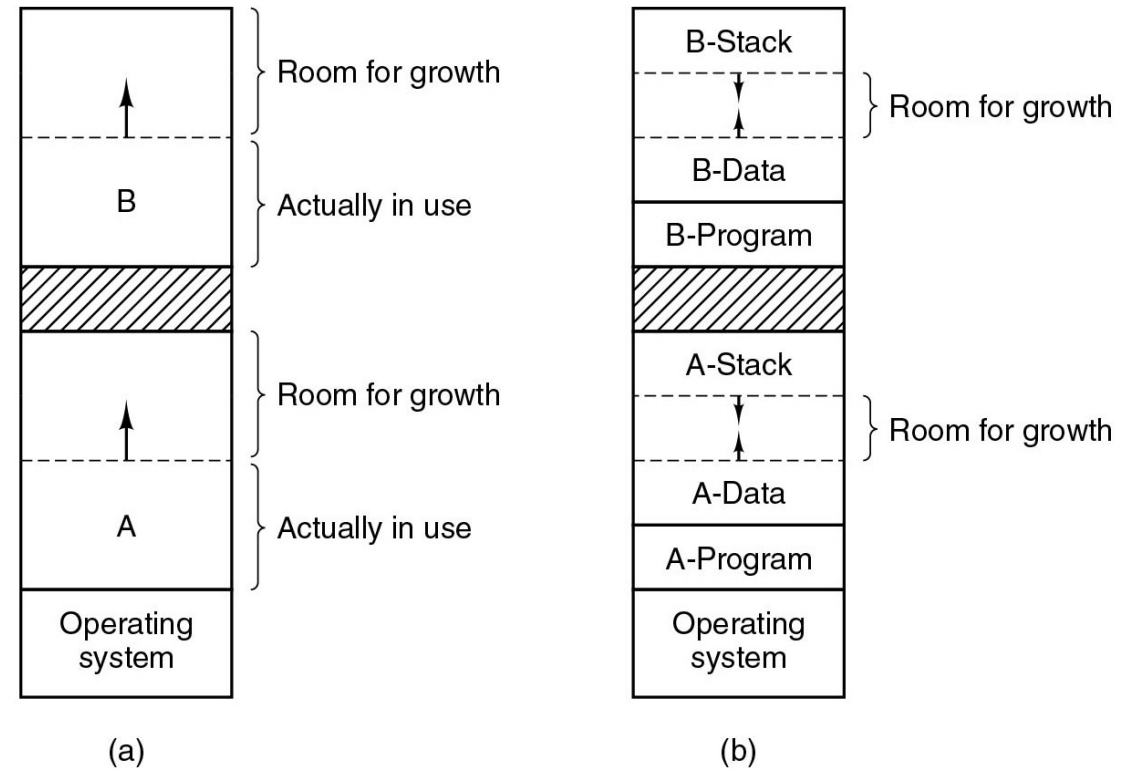 Room for growth
B
Actually in use
Room for growth
A
Actually in use
Operating
system
(a)
B-Stack
Room for growth
B-Data
B-Program
A-Stack
Room for growth
A-Data
A-Program
Operating
system
(b)